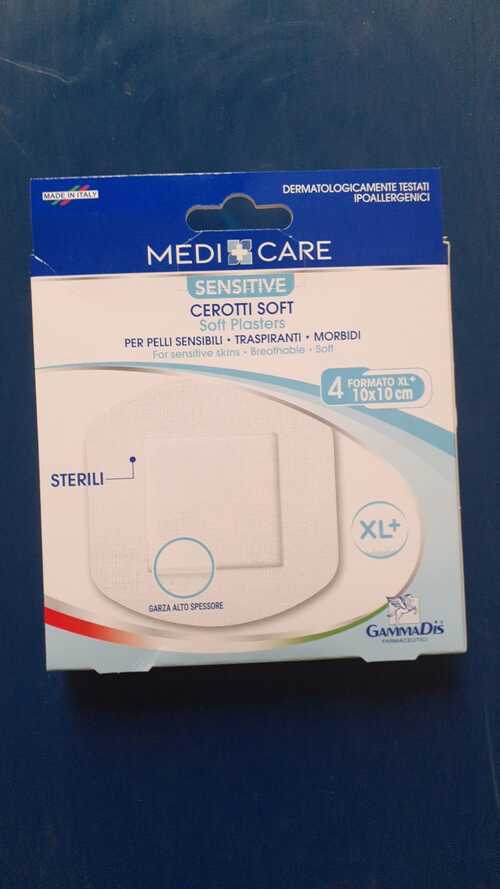 MADE IN ITALY
DERMATOLOGICAMENTE TESTATI
IPOALLERGENICI
MEDI CARE
SENSITIVE
CEROTTI SOFT
Soft Plasters
PER PELLI SENSIBILI • TRASPIRANTI • MORBIDI
For sensitive skins • Breathable • Soft
4 FORMATO XL+
10x10 cm
STERILI
XL+
GARZA ALTO SPESSORE
GAMMADIS
FARMACEUTICI